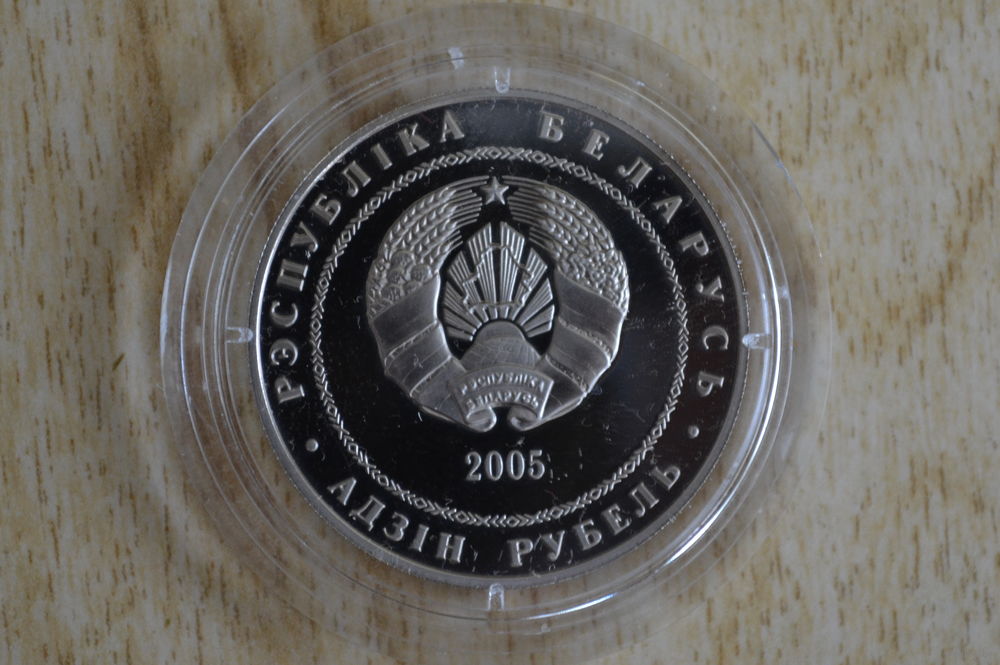 РЭСПУБЛІКА БЕЛАРУСЬ
РЭСПУБЛІКА
БЕЛАРУСЬ
2005
• АДЗІН РУБЕЛЬ •